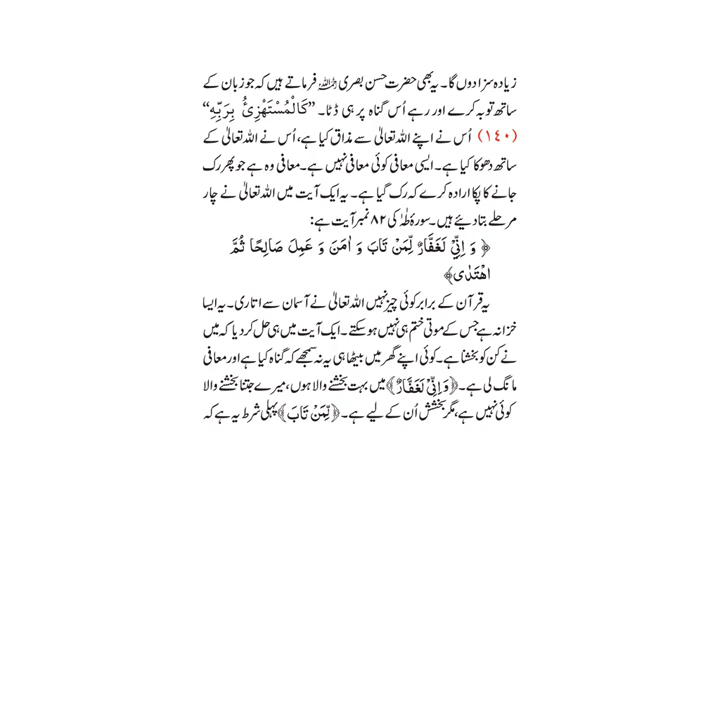 زیادہ سزا دوں گا۔ یہ بھی حضرت حسن بصری رحمہ اللہ فرماتے ہیں کہ جو زبان کے
ساتھ توبہ کرے اور رہے اُس گناہ پر ہی ڈٹا۔ ”كَالْمُسْتَهْزِئُ بِرَبِّهٖ“
(١٤٠) اُس نے اپنے اللہ تعالیٰ سے مذاق کیا ہے، اُس نے اللہ تعالیٰ کے
ساتھ دھوکا کیا ہے۔ ایسی معافی کوئی معافی نہیں ہے۔ معافی وہ ہے جو پھر رک
جانے کا پکا ارادہ کرے کہ رک گیا ہے۔ یہ ایک آیت میں اللہ تعالیٰ نے چار
مرحلے بتا دیئے ہیں۔ سورۂ طٰہٰ کی ۸۲ نمبر آیت ہے:
﴿ وَ اِنِّيْ لَغَفَّارٌ لِّمَنْ تَابَ وَ اٰمَنَ وَ عَمِلَ صَالِحًا ثُمَّ
اهْتَدٰى﴾
یہ قرآن کے برابر کوئی چیز نہیں اللہ تعالیٰ نے آسمان سے اتاری۔ یہ ایسا
خزانہ ہے جس کے موتی ختم ہی نہیں ہو سکتے۔ ایک آیت میں ہی حل کر دیا کہ میں
نے کن کو بخشنا ہے۔ کوئی اپنے گھر میں بیٹھا ہی یہ نہ سمجھے کہ گناہ کیا ہے اور معافی
مانگ لی ہے۔ ﴿وَاِنِّيْ لَغَفَّارٌ﴾ میں بہت بخشنے والا ہوں، میرے جتنا بخشنے والا
کوئی نہیں ہے، مگر بخشش اُن کے لیے ہے۔ ﴿لِّمَنْ تَابَ﴾ پہلی شرط یہ ہے کہ